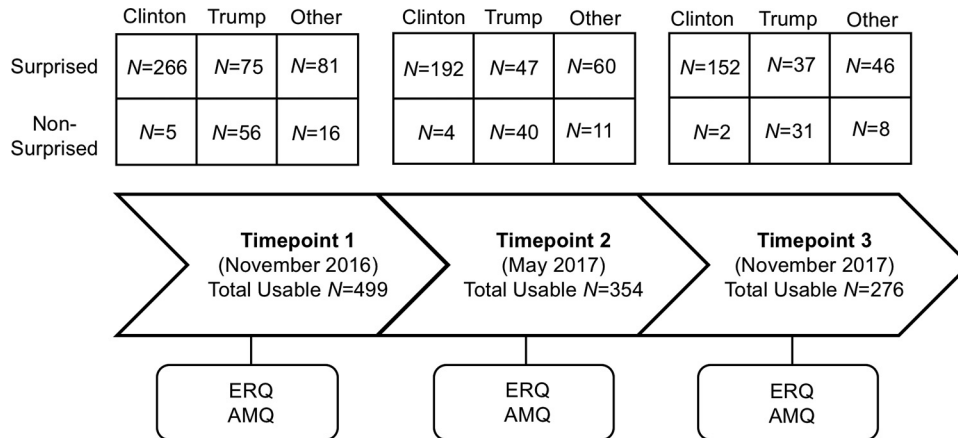 Clinton Trump Other Clinton Trump Other Clinton Trump Other
Surprised N=266 N=75 N=81 N=192 N=47 N=60 N=152 N=37 N=46
Non-
Surprised N=5 N=56 N=16 N=4 N=40 N=11 N=2 N=31 N=8
Timepoint 1
(November 2016)
Total Usable N=499
Timepoint 2
(May 2017)
Total Usable N=354
Timepoint 3
(November 2017)
Total Usable N=276
ERQ
AMQ
ERQ
AMQ
ERQ
AMQ